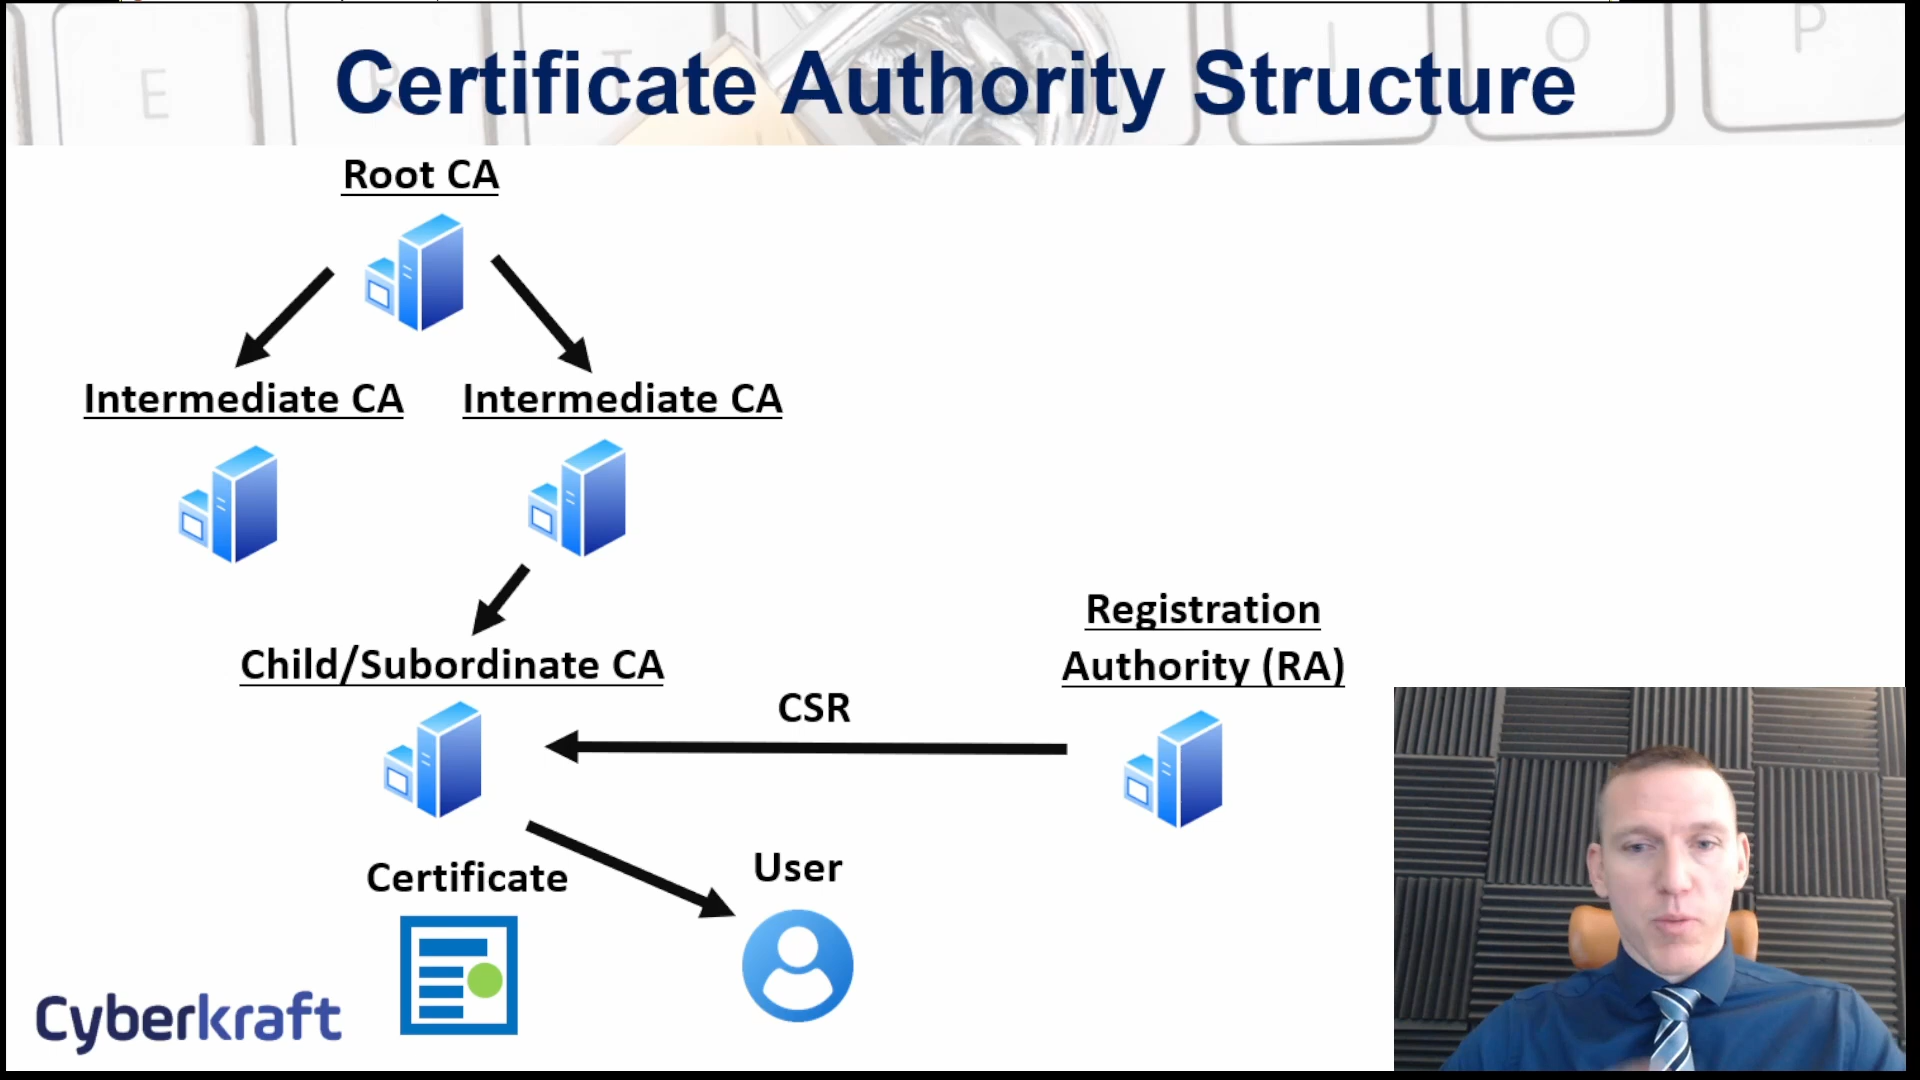 Certificate Authority Structure
Root CA
Intermediate CA
Intermediate CA
Child/Subordinate CA
CSR
Registration
Authority (RA)
Certificate
User
Cyberkraft
E
R
T
I
O
P